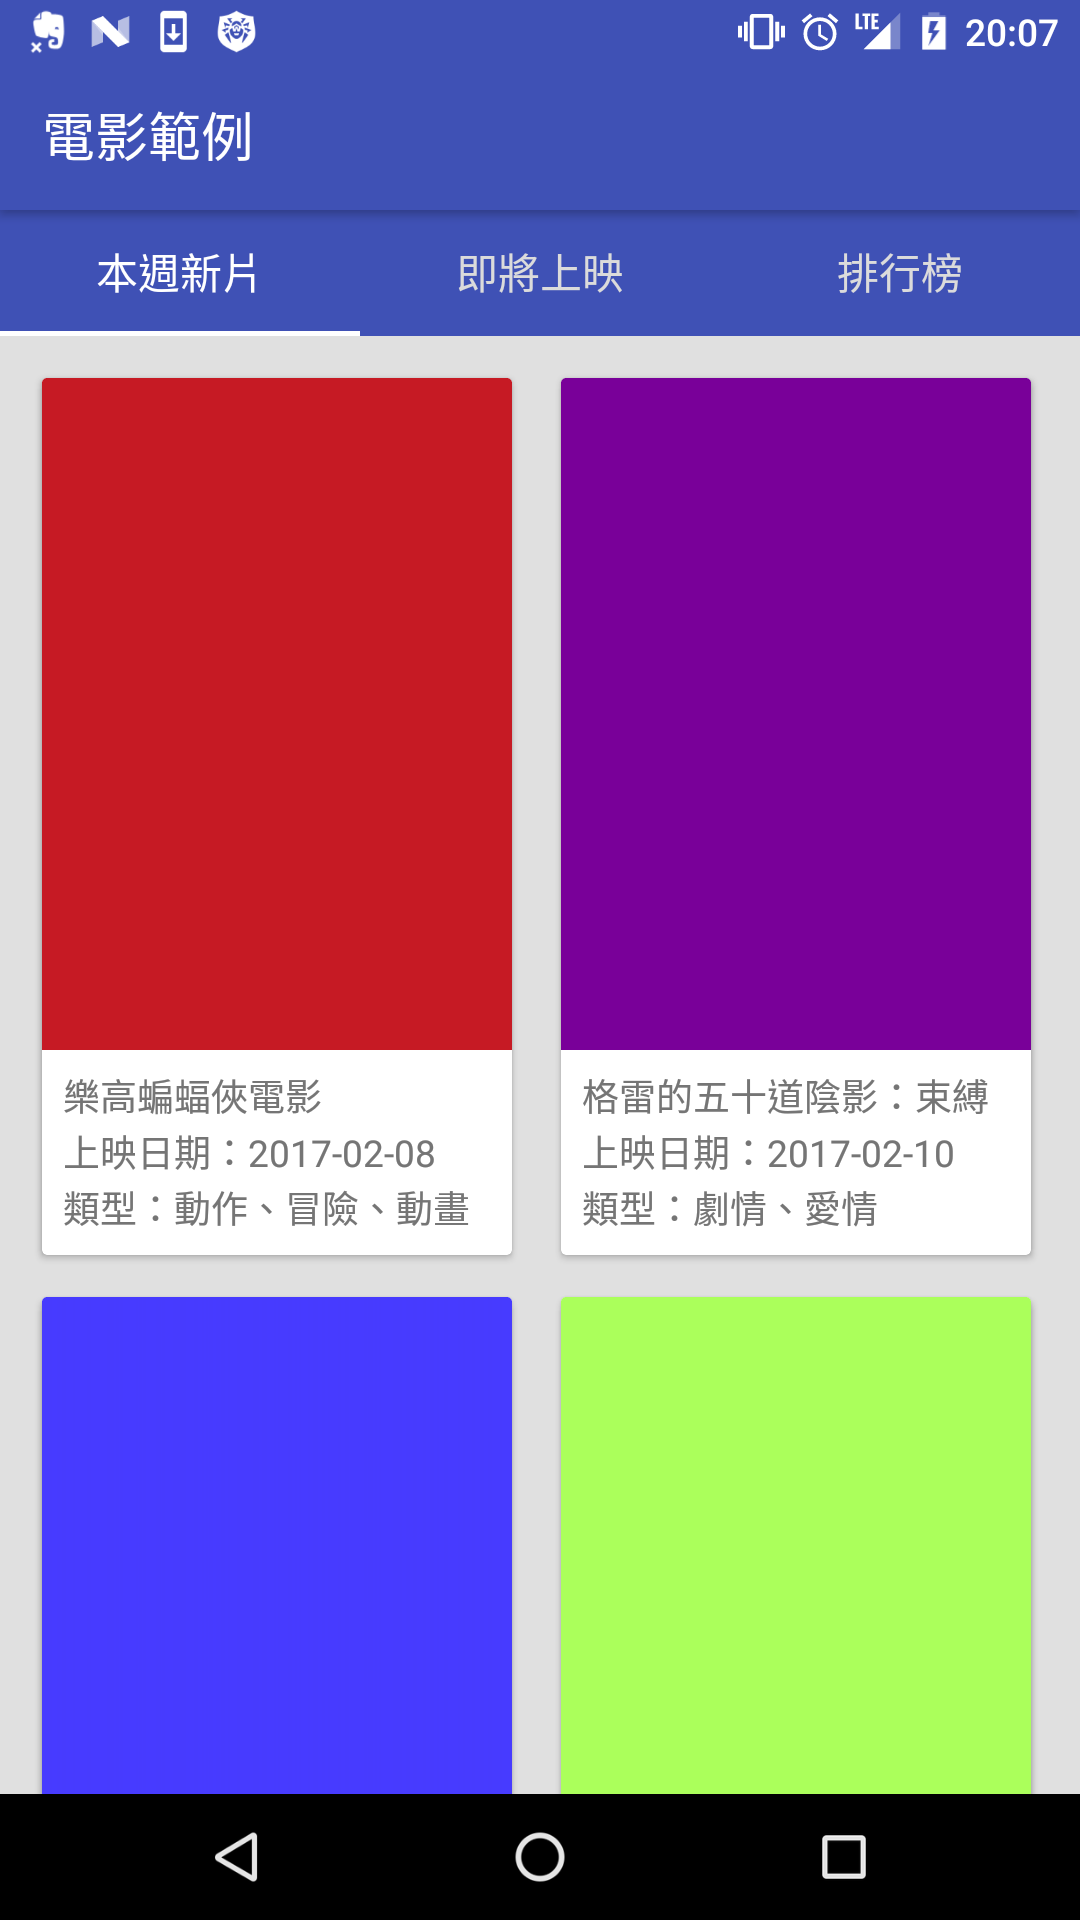 LTE 20:07
電影範例
本週新片 即將上映 排行榜
樂高蝙蝠俠電影
上映日期：2017-02-08
類型：動作、冒險、動畫
格雷的五十道陰影：束縛
上映日期：2017-02-10
類型：劇情、愛情